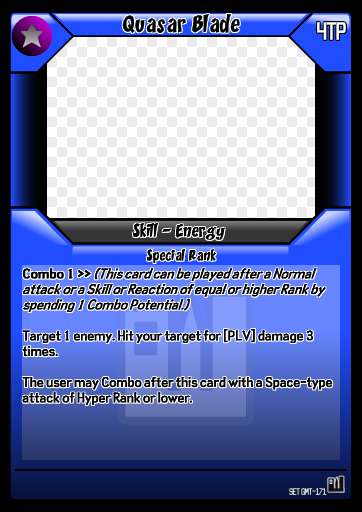 Quasar Blade
4TP
Skill - Energy
Special Rank
Combo 1 >> (This card can be played after a Normal
attack or a Skill or Reaction of equal or higher Rank by
spending 1 Combo Potential.)
Target 1 enemy. Hit your target for [PLV] damage 3
times.
The user may Combo after this card with a Space-type
attack of Hyper Rank or lower.
SET GMT-171